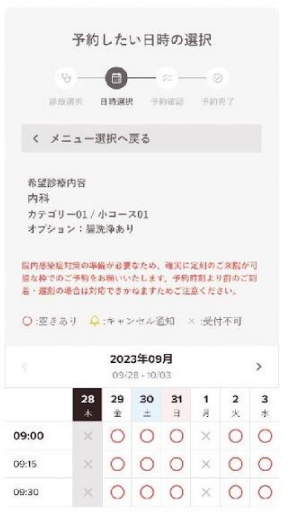 予約したい日時の選択
診療選択 日時選択 予約確認 予約完了
< メニュー選択へ戻る
希望診療内容
内科
カテゴリー01 / 小コース01
オプション：腸洗浄あり
院内感染症対策の準備が必要なため、確実に定刻のご来院が可
能な枠でのご予約をお願いいたします。予約時間より前のご到
着・遅刻の場合は対応できかねますためご注意ください。
○ :空きあり :キャンセル通知 × :受付不可
< 2023年09月 >
09/28 - 10/03
28 29 30 31 1 2 3
木 金 土 日 月 火 水
09:00 × ○ ○ ○ × ○ ○
09:15 × ○ ○ ○ × ○ ○
09:30 × ○ ○ ○ × ○ ○